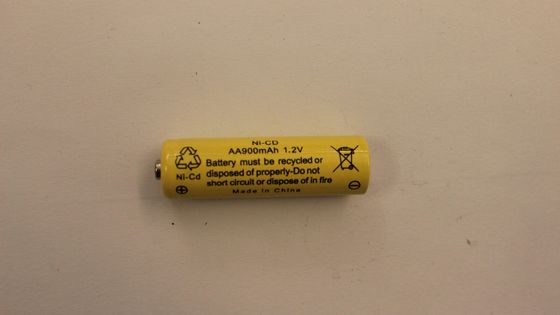 Ni-CD
AA900mAh 1.2V
Battery must be recycled or
disposed of properly-Do not
short circuit or dispose of in fire
Made in China
Ni-Cd